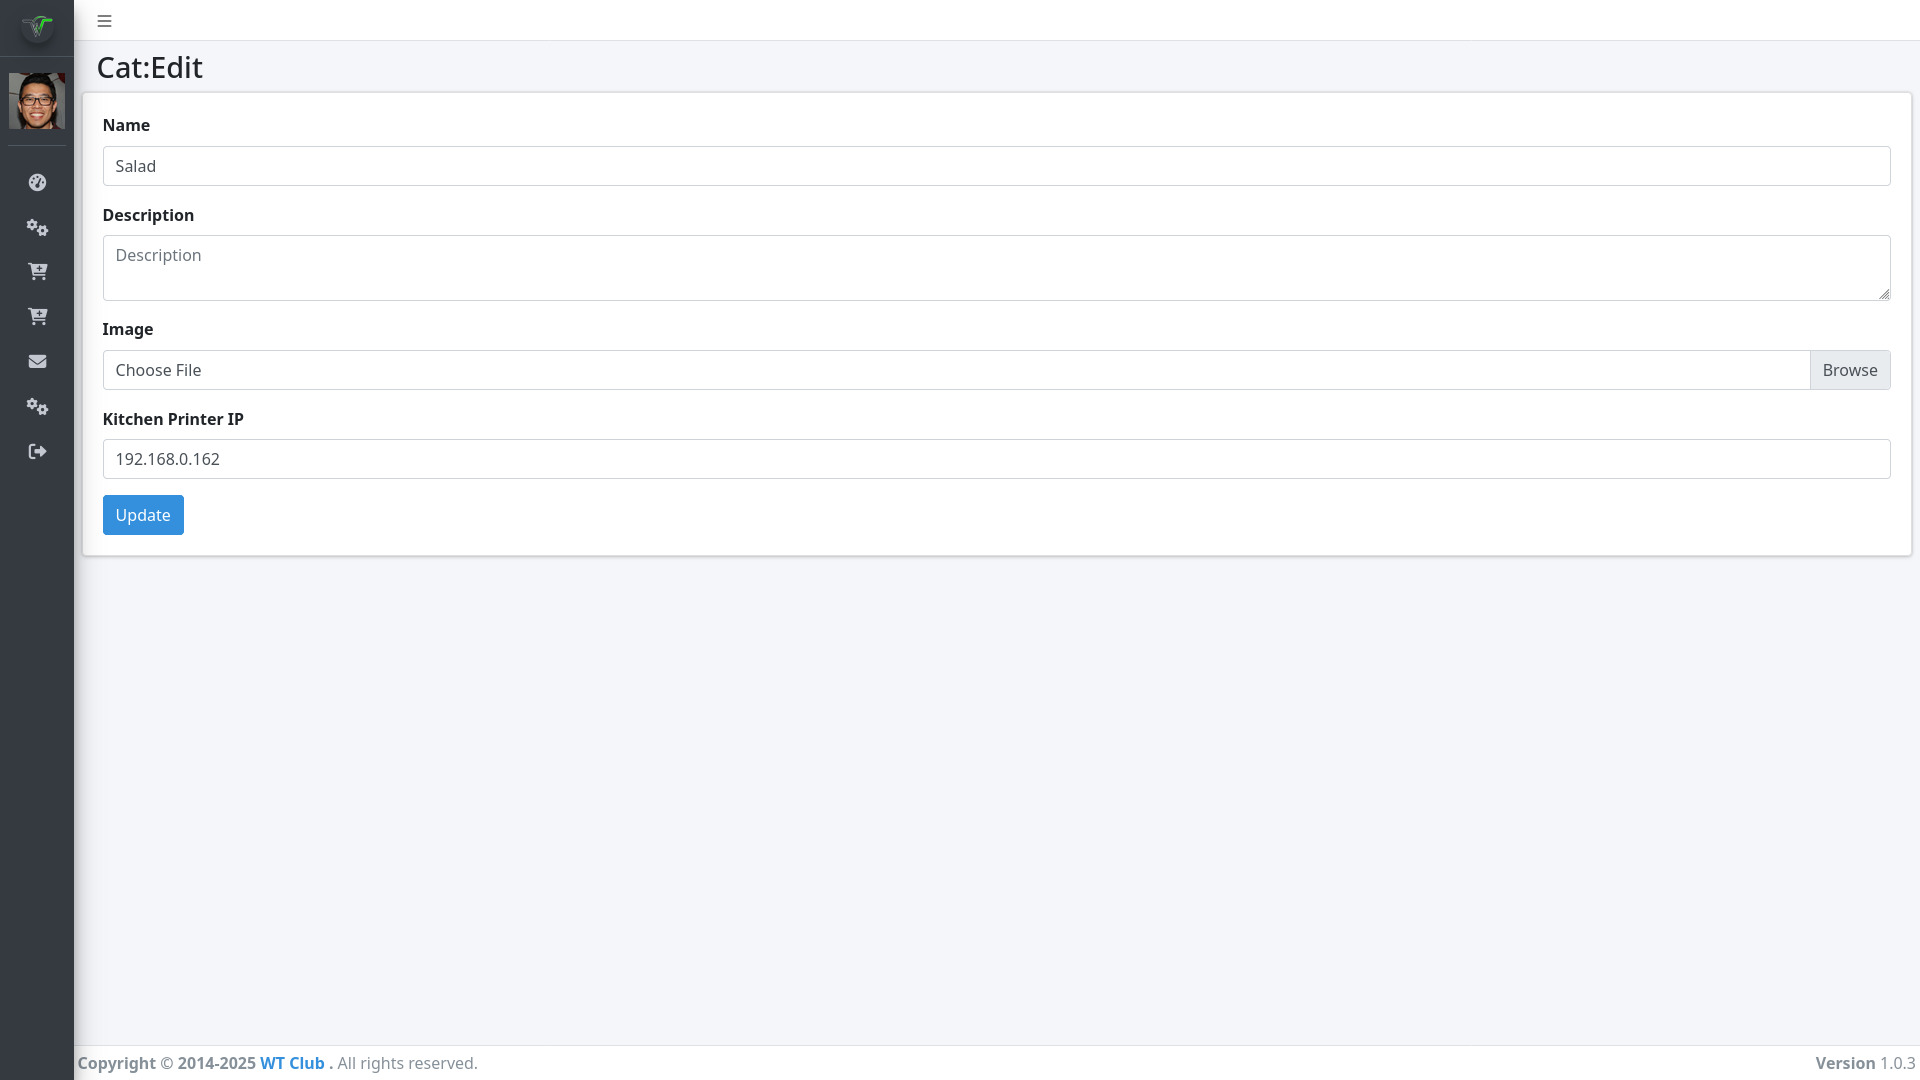 Cat:Edit
Name
Salad
Description
Description
Image
Choose File
Browse
Kitchen Printer IP
192.168.0.162
Update
Copyright © 2014-2025 WT Club . All rights reserved.
Version 1.0.3